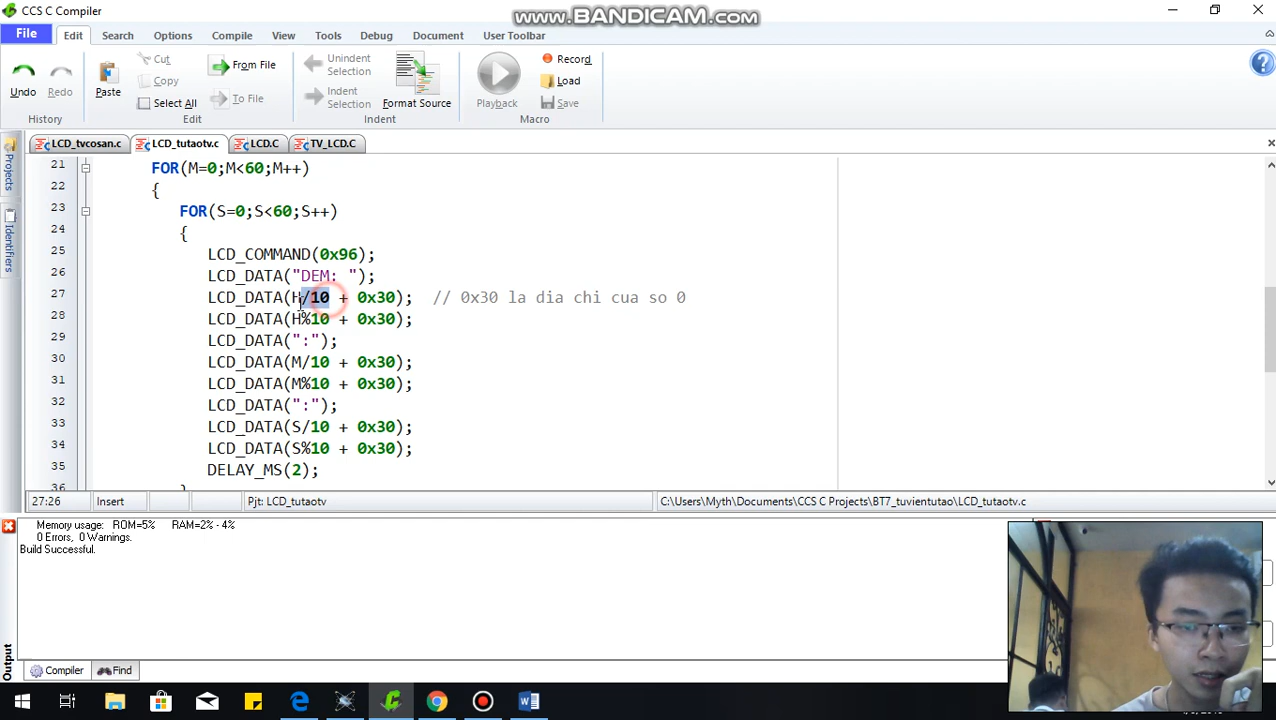 CCS C Compiler
www.BANDICAM.com
File Edit Search Options Compile View Tools Debug Document User Toolbar
Undo Redo
History
Paste
Cut
Copy
Select All
From File
To File
Edit
Unindent Selection
Indent Selection
Format Source
Indent
Playback
Record
Load
Save
Macro
LCD_tvcosan.c LCD_tutaotv.c LCD.C TV_LCD.C
Projects
Identifiers
21 FOR(M=0;M<60;M++)
22 {
23 FOR(S=0;S<60;S++)
24 {
25 LCD_COMMAND(0x96);
26 LCD_DATA("DEM: ");
27 LCD_DATA(H/10 + 0x30); // 0x30 la dia chi cua so 0
28 LCD_DATA(H%10 + 0x30);
29 LCD_DATA(":");
30 LCD_DATA(M/10 + 0x30);
31 LCD_DATA(M%10 + 0x30);
32 LCD_DATA(":");
33 LCD_DATA(S/10 + 0x30);
34 LCD_DATA(S%10 + 0x30);
35 DELAY_MS(2);
36 }
27:26 Insert Pjt: LCD_tutaotv C:\Users\Myth\Documents\CCS C Projects\BT7_tuvientutao\LCD_tutaotv.c
Memory usage: ROM=5% RAM=2% - 4%
0 Errors, 0 Warnings.
Build Successful.
Output
Compiler Find